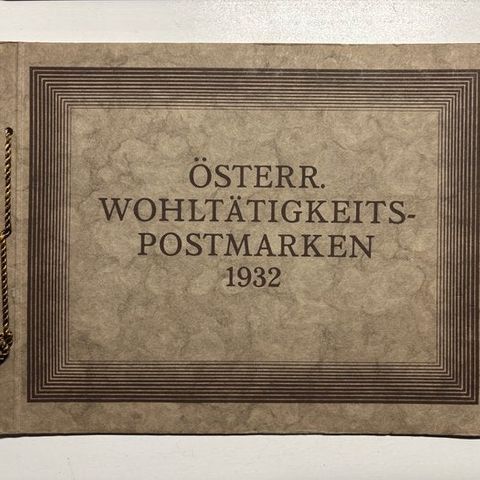 ÖSTERR.
WOHLTÄTIGKEITS-
POSTMARKEN
1932